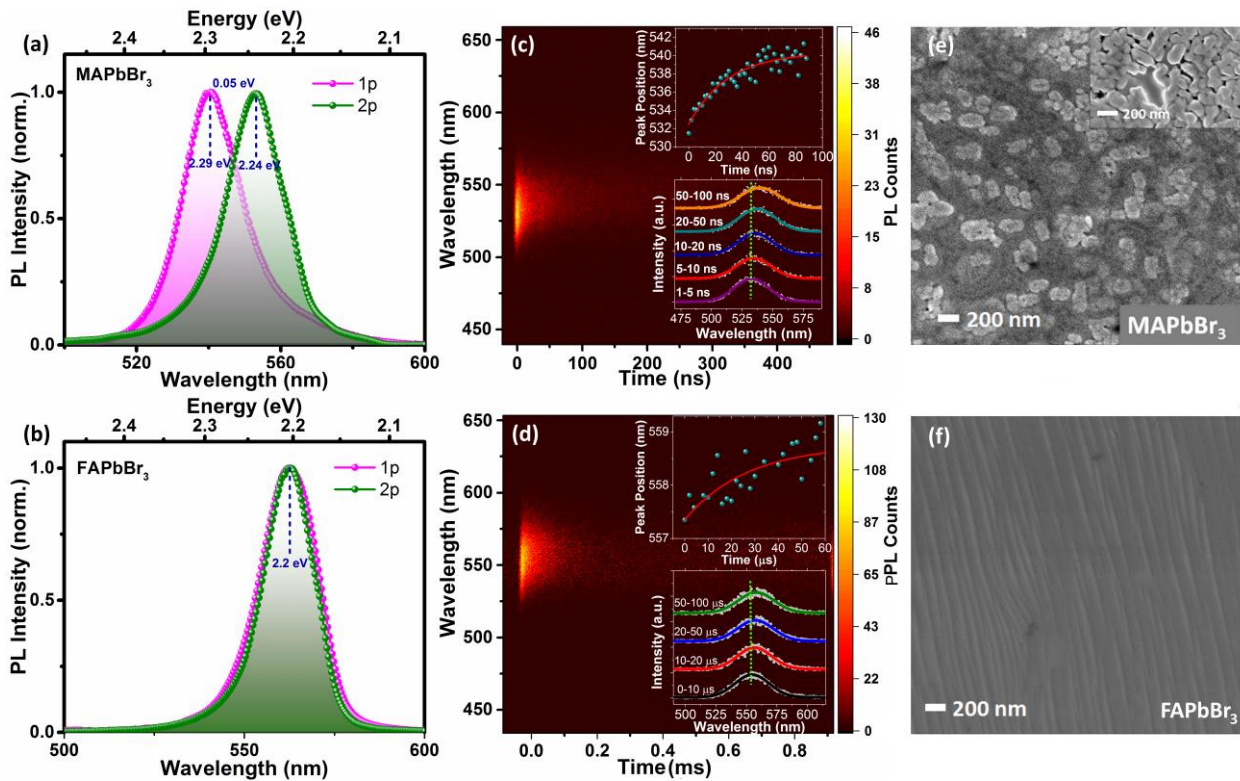 Energy (eV)
2.4 2.3 2.2 2.1
(a)
MAPbBr3
1p
2p
0.05 eV
2.29 eV
2.24 eV
PL Intensity (norm.)
1.0
0.5
0.0
520 560 600
Wavelength (nm)
(c)
Wavelength (nm)
650
600
550
500
450
0 100 200 300 400
Time (ns)
Peak Position (nm)
542
540
538
536
534
532
530
0 20 40 60 80 100
Time (ns)
Intensity (a.u.)
50-100 ns
20-50 ns
10-20 ns
5-10 ns
1-5 ns
475 500 525 550 575
Wavelength (nm)
46
36
31
23
15
8
0
PL Counts
(e)
200 nm
200 nm
MAPbBr3
Energy (eV)
2.4 2.3 2.2 2.1
(b)
FAPbBr3
1p
2p
2.2 eV
PL Intensity (norm.)
1.0
0.5
0.0
500 550 600
Wavelength (nm)
(d)
Wavelength (nm)
650
600
550
500
450
0.0 0.2 0.4 0.6 0.8
Time (ms)
Peak Position (nm)
559
558
557
0 10 20 30 40 50 60
Time (μs)
Intensity (a.u.)
50-100 μs
20-50 μs
10-20 μs
0-10 μs
490 520 550 580 610
Wavelength (nm)
130
108
87
65
43
22
0
PPL Counts
(f)
200 nm
FAPbBr3